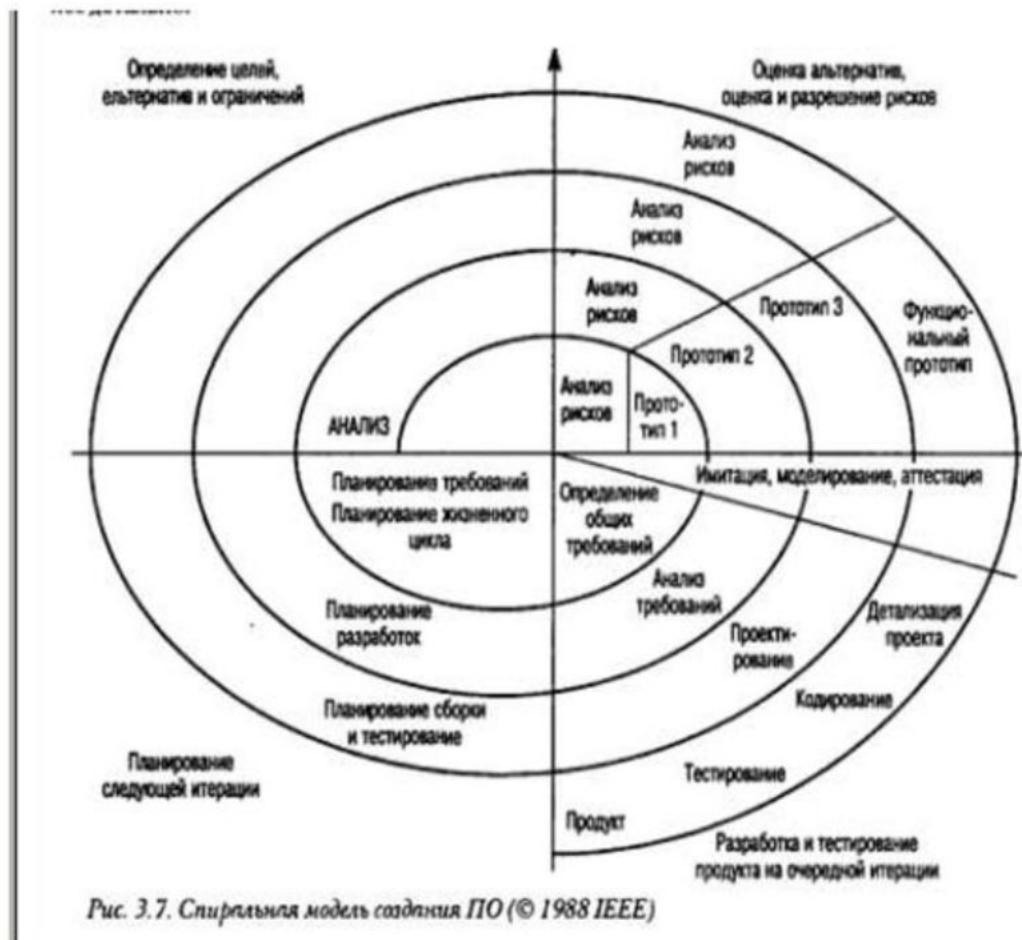 Определение целей,
ельтернатив и ограничений
Оценка альтернатив,
оценка и разрешение рисков
Анализ
рисков
Анализ
рисков
Анализ
рисков
Прототип 3
Функцио-
нальный
прототип
Прототип 2
Анализ
рисков
Прото-
тип 1
АНАЛИЗ
Планирование требований
Планирование жизненного
цикла
Определение
общих
требований
Имитация, моделирование, аттестация
Анализ
требований
Планирование
разработок
Проекти-
рование
Детализация
проекта
Кодирование
Планирование сборки
и тестирование
Тестирование
Планирование
следующей итерации
Продукт
Разработка и тестирование
продукта на очередной итерации
Рис. 3.7. Спиральная модель создания ПО (© 1988 IEEE)